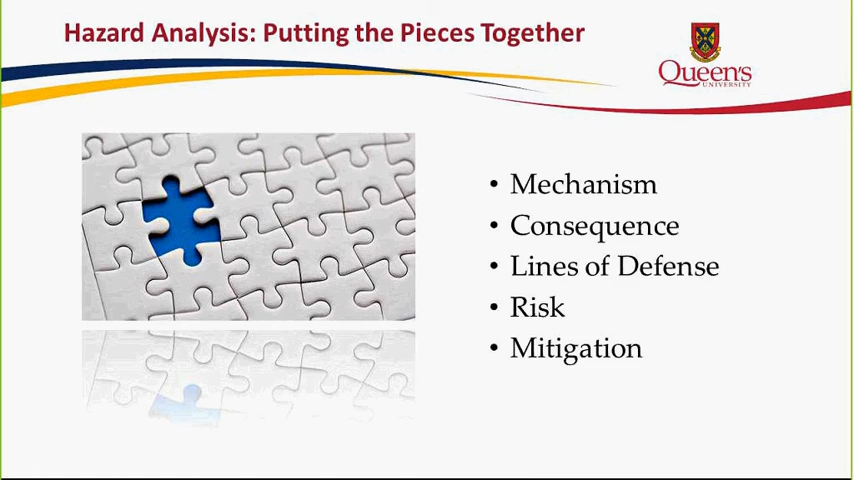 Hazard Analysis: Putting the Pieces Together
Queen's
UNIVERSITY
• Mechanism
• Consequence
• Lines of Defense
• Risk
• Mitigation